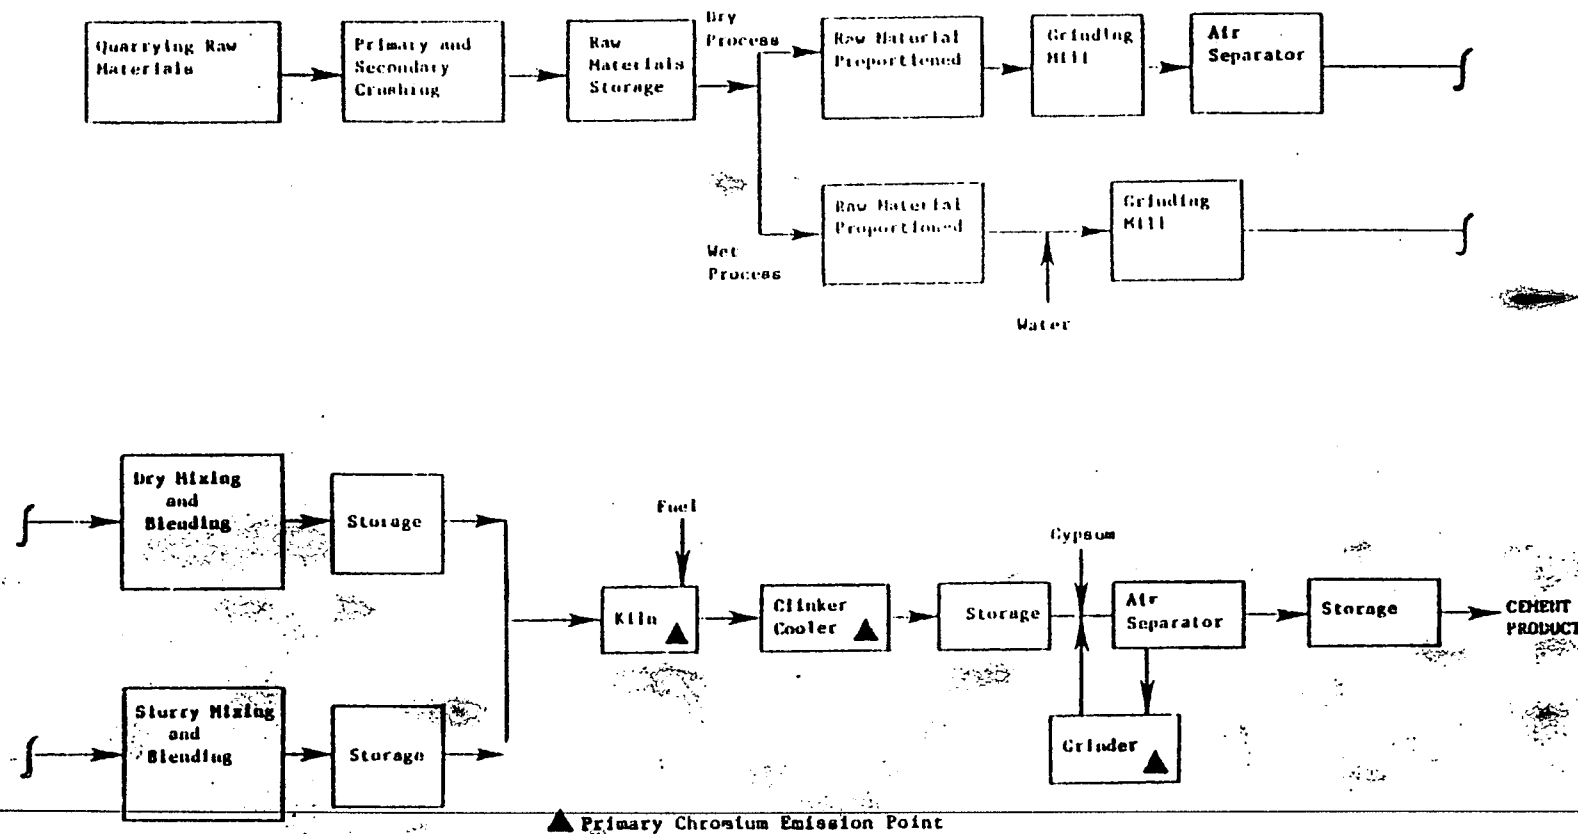 Quarrying Raw
Materials
Primary and
Secondary
Crushing
Raw
Materials
Storage
Dry
Process
Raw Material
Proportioned
Grinding
Mill
Air
Separator
Wet
Process
Raw Material
Proportioned
Water
Grinding
Mill
Dry Mixing
and
Blending
Storage
Slurry Mixing
and
Blending
Storage
Fuel
Kiln
Clinker
Cooler
Storage
Gypsum
Air
Separator
Grinder
Storage
CEMENT
PRODUCT
Primary Chromium Emission Point